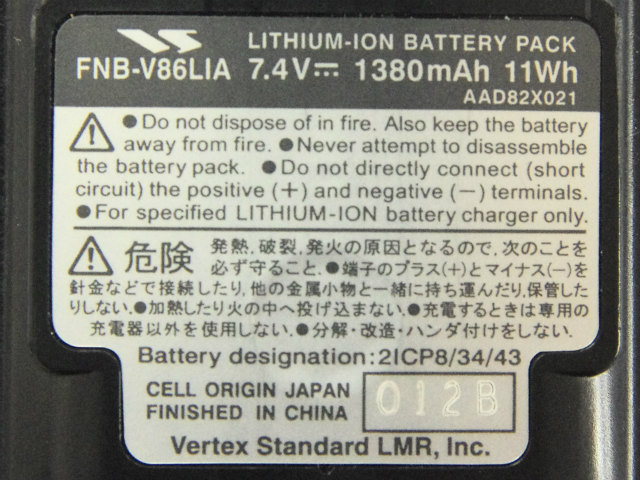 LITHIUM-ION BATTERY PACK
FNB-V86LIA 7.4V⎓ 1380mAh 11Wh
AAD82X021
●Do not dispose of in fire. Also keep the battery
away from fire. ●Never attempt to disassemble
the battery pack. ●Do not directly connect (short
circuit) the positive (+) and negative (−) terminals.
●For specified LITHIUM-ION battery charger only.
危険 発熱,破裂,発火の原因となるので,次のことを
必ず守ること.●端子のプラス(+)とマイナス(−)を
針金などで接続したり,他の金属小物と一緒に持ち運んだり,保管した
りしない.●加熱したり火の中へ投げ込まない.●充電するときは専用の
充電器以外を使用しない.●分解・改造・ハンダ付けをしない.
Battery designation:2ICP8/34/43
CELL ORIGIN JAPAN
FINISHED IN CHINA
012B
Vertex Standard LMR, Inc.